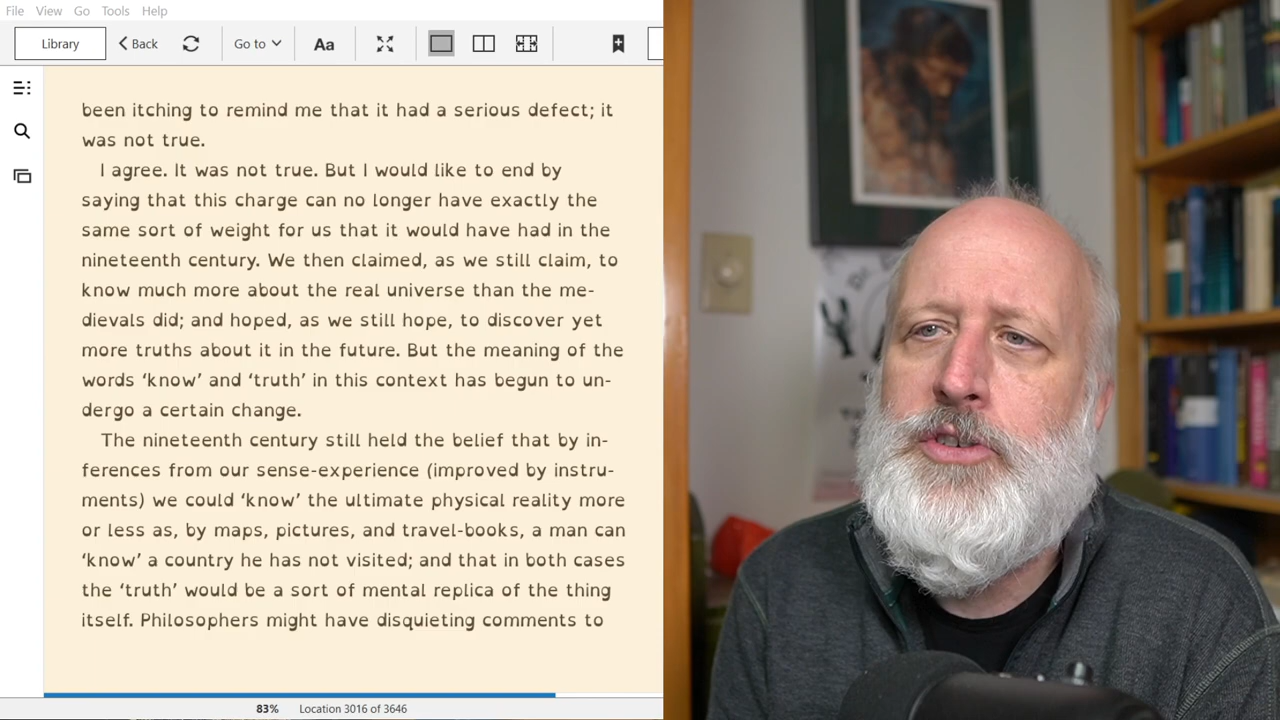 File View Go Tools Help
Library Back Go to Aa
been itching to remind me that it had a serious defect; it
was not true.
I agree. It was not true. But I would like to end by
saying that this charge can no longer have exactly the
same sort of weight for us that it would have had in the
nineteenth century. We then claimed, as we still claim, to
know much more about the real universe than the me-
dievals did; and hoped, as we still hope, to discover yet
more truths about it in the future. But the meaning of the
words ‘know’ and ‘truth’ in this context has begun to un-
dergo a certain change.
The nineteenth century still held the belief that by in-
ferences from our sense-experience (improved by instru-
ments) we could ‘know’ the ultimate physical reality more
or less as, by maps, pictures, and travel-books, a man can
‘know’ a country he has not visited; and that in both cases
the ‘truth’ would be a sort of mental replica of the thing
itself. Philosophers might have disquieting comments to
83% Location 3016 of 3646